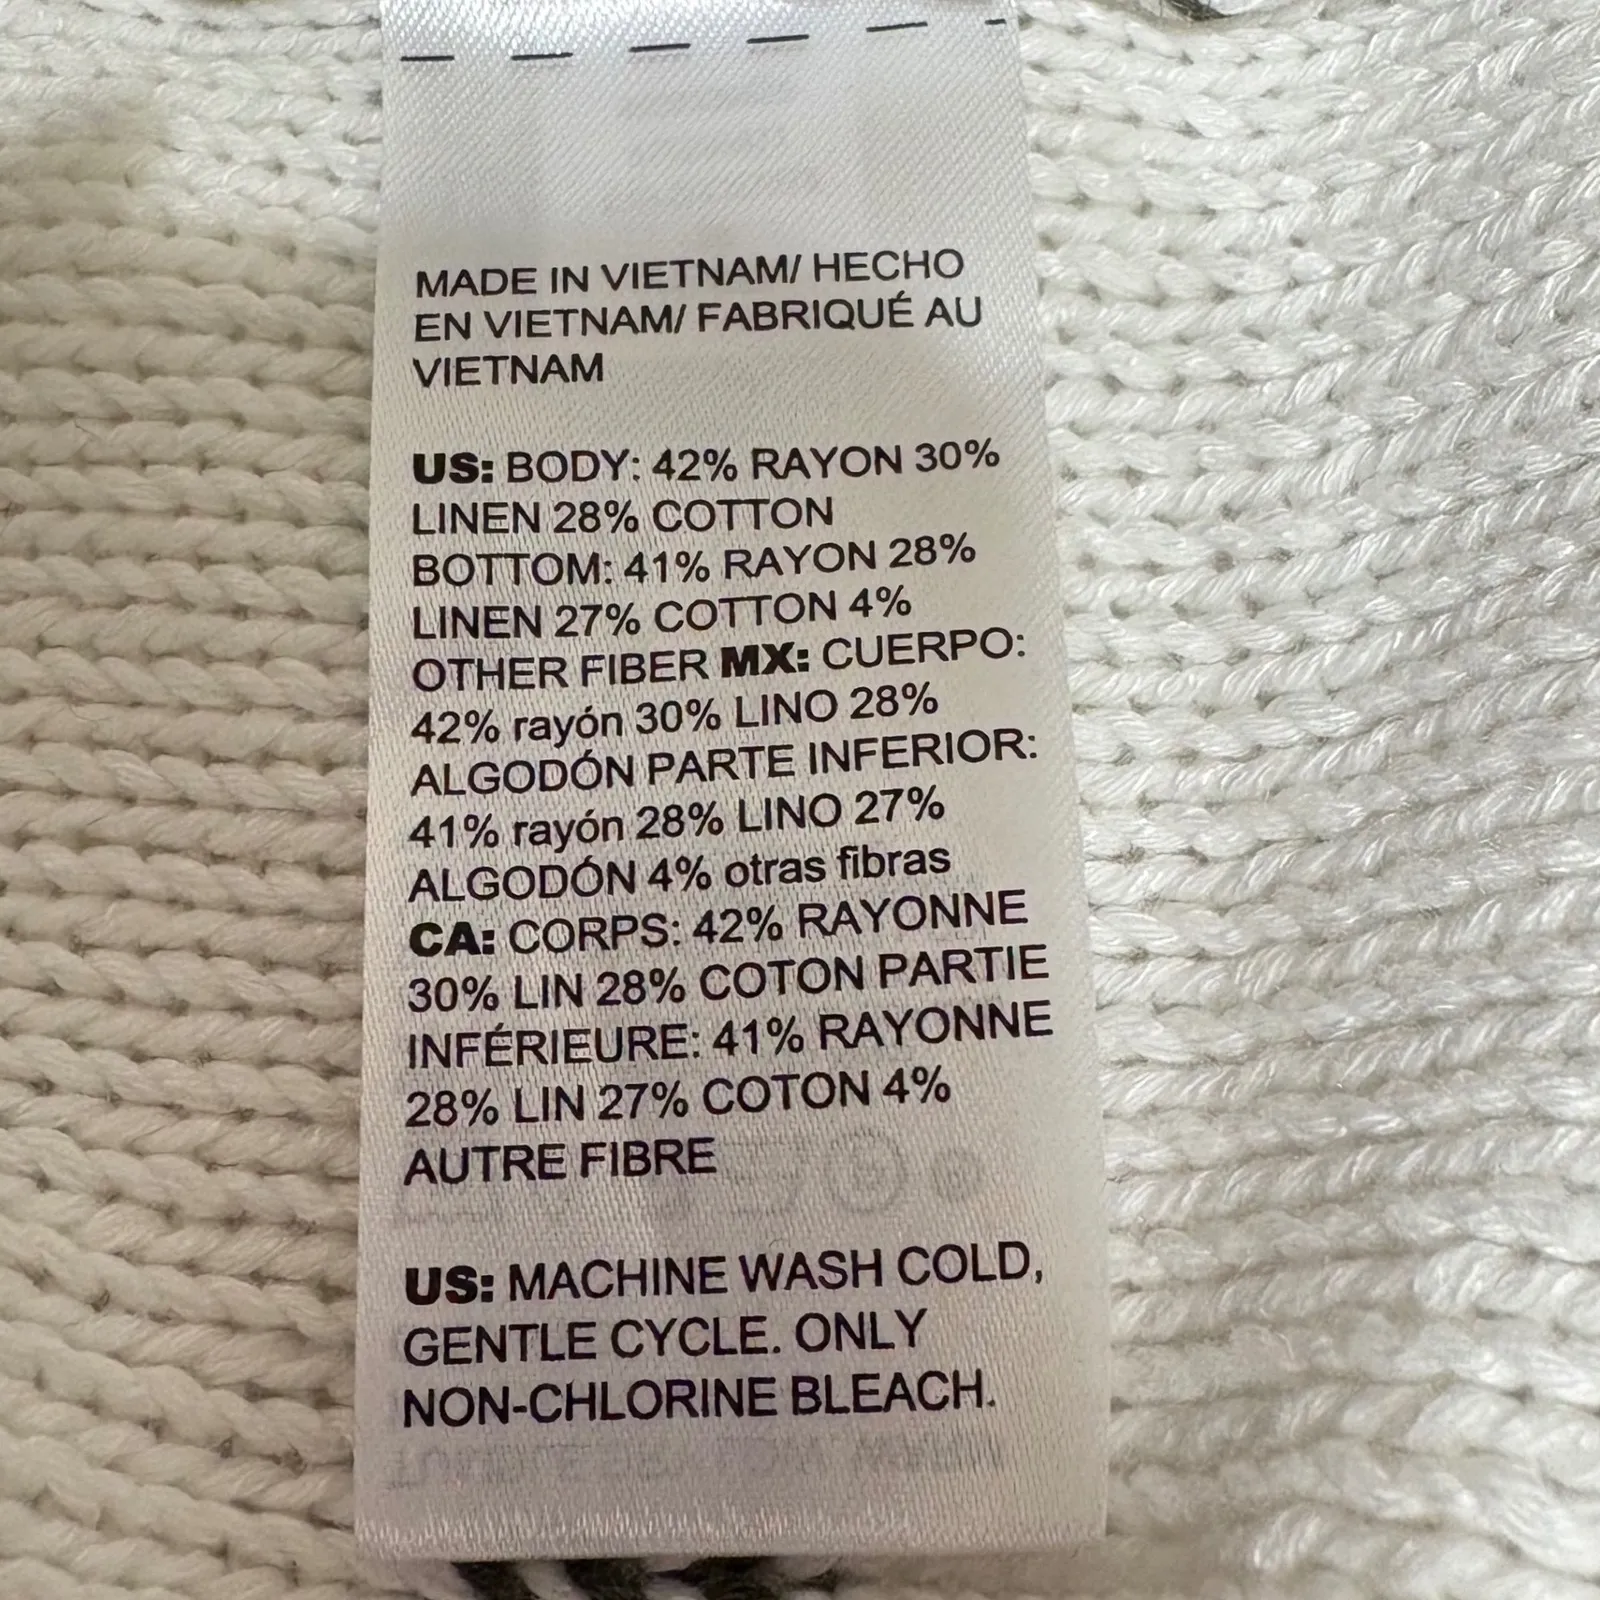 MADE IN VIETNAM/ HECHO
EN VIETNAM/ FABRIQUÉ AU
VIETNAM
US: BODY: 42% RAYON 30%
LINEN 28% COTTON
BOTTOM: 41% RAYON 28%
LINEN 27% COTTON 4%
OTHER FIBER MX: CUERPO:
42% rayón 30% LINO 28%
ALGODÓN PARTE INFERIOR:
41% rayón 28% LINO 27%
ALGODÓN 4% otras fibras
CA: CORPS: 42% RAYONNE
30% LIN 28% COTON PARTIE
INFÉRIEURE: 41% RAYONNE
28% LIN 27% COTON 4%
AUTRE FIBRE
US: MACHINE WASH COLD,
GENTLE CYCLE. ONLY
NON-CHLORINE BLEACH.